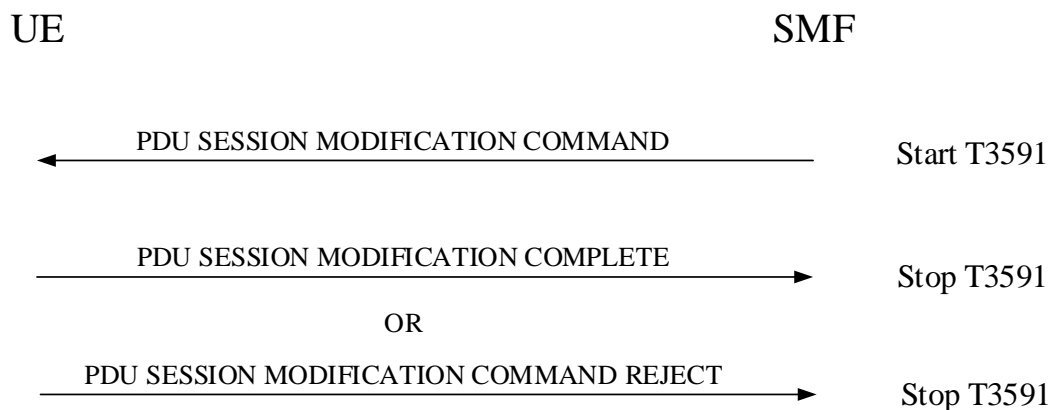 UE SMF
PDU SESSION MODIFICATION COMMAND Start T3591
PDU SESSION MODIFICATION COMPLETE Stop T3591
OR
PDU SESSION MODIFICATION COMMAND REJECT Stop T3591